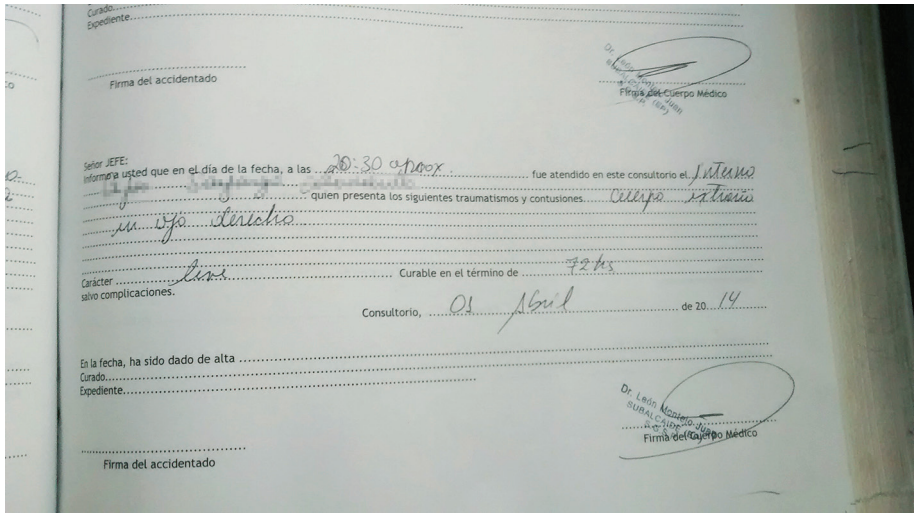 Curado
Expediente
Firma del accidentado
Firma del Cuerpo Médico
Señor JEFE:
Informo a usted que en el día de la fecha, a las 20:30 aprox. fue atendido en este consultorio el Interno
quien presenta los siguientes traumatismos y contusiones Cuerpo extraño
en ojo derecho
Carácter leve Curable en el término de 72 hs
salvo complicaciones.
Consultorio, 01 Abril de 20 14
En la fecha, ha sido dado de alta
Curado
Expediente
Dr. León Montelo Juan
SUBALCAIDE
Firma del Cuerpo Médico
Firma del accidentado